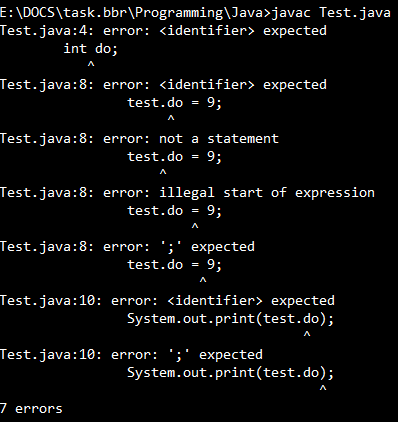 E:\DOCS\task.bbr\Programming\Java>javac Test.java
Test.java:4: error: <identifier> expected
        int do;
           ^
Test.java:8: error: <identifier> expected
                test.do = 9;
                     ^
Test.java:8: error: not a statement
                test.do = 9;
                    ^
Test.java:8: error: illegal start of expression
                test.do = 9;
                        ^
Test.java:8: error: ';' expected
                test.do = 9;
                         ^
Test.java:10: error: <identifier> expected
                System.out.print(test.do);
                                      ^
Test.java:10: error: ';' expected
                System.out.print(test.do);
                                        ^
7 errors